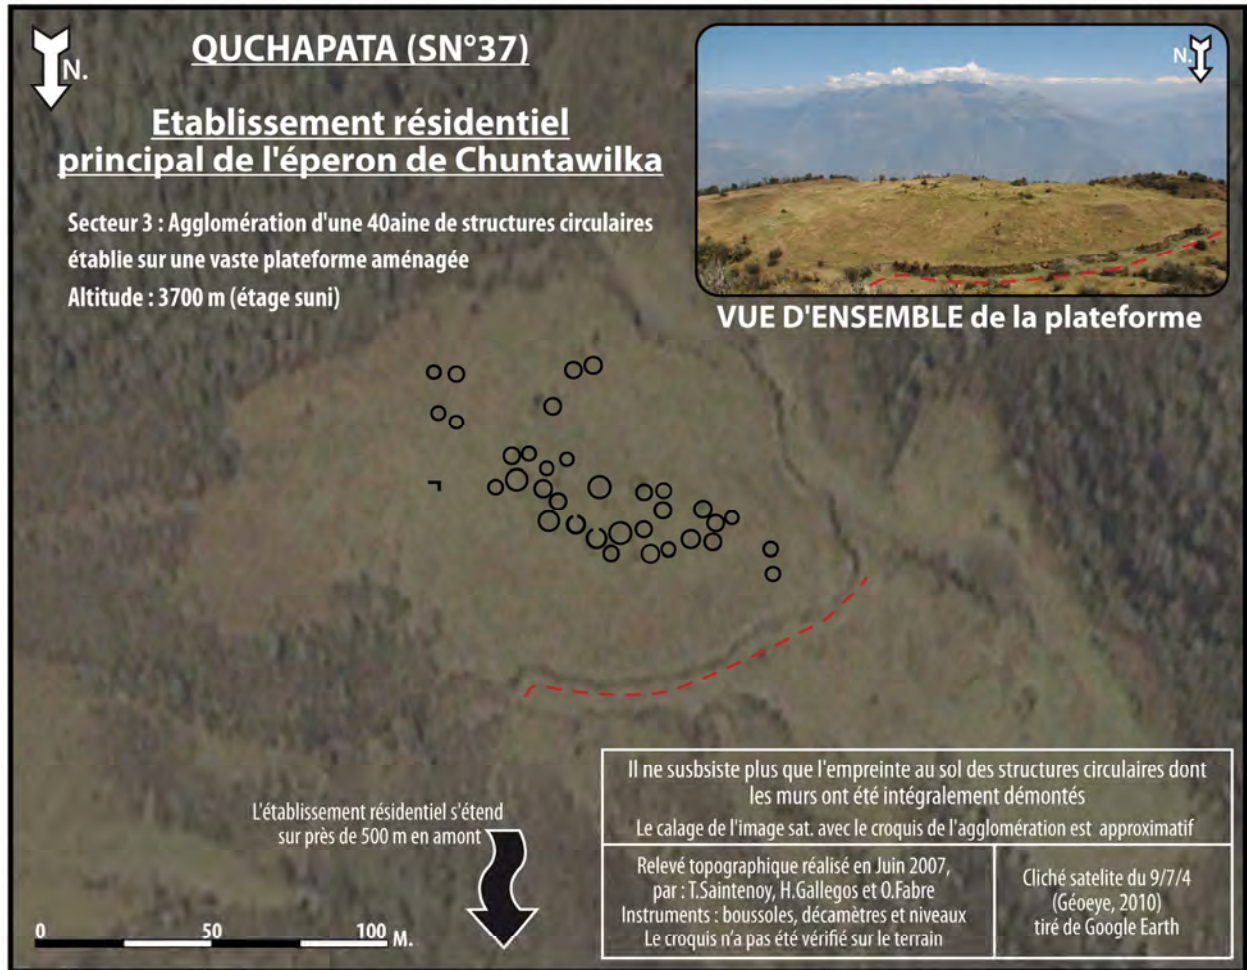 N.
QUCHAPATA (SN°37)
Etablissement résidentiel
principal de l'éperon de Chuntawilka
Secteur 3 : Agglomération d'une 40aine de structures circulaires
établie sur une vaste plateforme aménagée
Altitude : 3700 m (étage suni)
N.
VUE D'ENSEMBLE de la plateforme
L'établissement résidentiel s'étend
sur près de 500 m en amont
0 50 100 M.
Il ne susbsiste plus que l'empreinte au sol des structures circulaires dont
les murs ont été intégralement démontés
Le calage de l'image sat. avec le croquis de l'agglomération est approximatif
Relevé topographique réalisé en Juin 2007,
par : T.Saintenoy, H.Gallegos et O.Fabre
Instruments : boussoles, décamètres et niveaux
Le croquis n'a pas été vérifié sur le terrain
Cliché satelite du 9/7/4
(Géoeye, 2010)
tiré de Google Earth